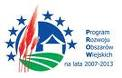 Program
Rozwoju
Obszarów
Wiejskich
na lata 2007-2013